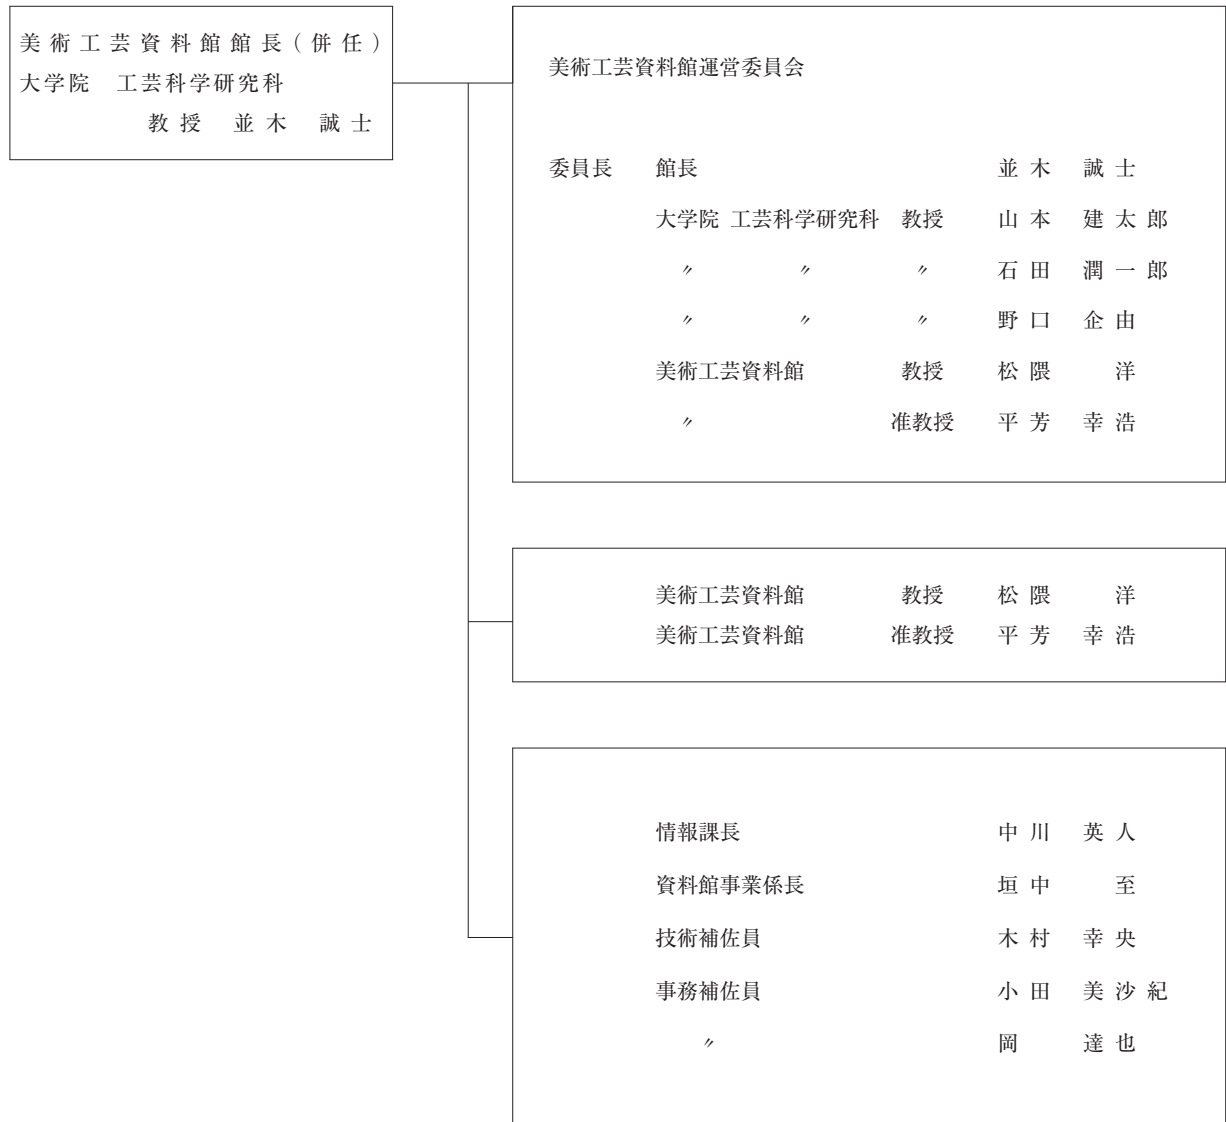 美術工芸資料館館長(併任)
大学院 工芸科学研究科
教授 並木 誠士
美術工芸資料館運営委員会
委員長 館長 並木 誠士
大学院 工芸科学研究科 教授 山本 建太郎
〃 〃 〃 石田 潤一郎
〃 〃 〃 野口 企由
美術工芸資料館 教授 松隈 洋
〃 准教授 平芳 幸浩
美術工芸資料館 教授 松隈 洋
美術工芸資料館 准教授 平芳 幸浩
情報課長 中川 英人
資料館事業係長 垣中 至
技術補佐員 木村 幸央
事務補佐員 小田 美沙紀
〃 岡 達也